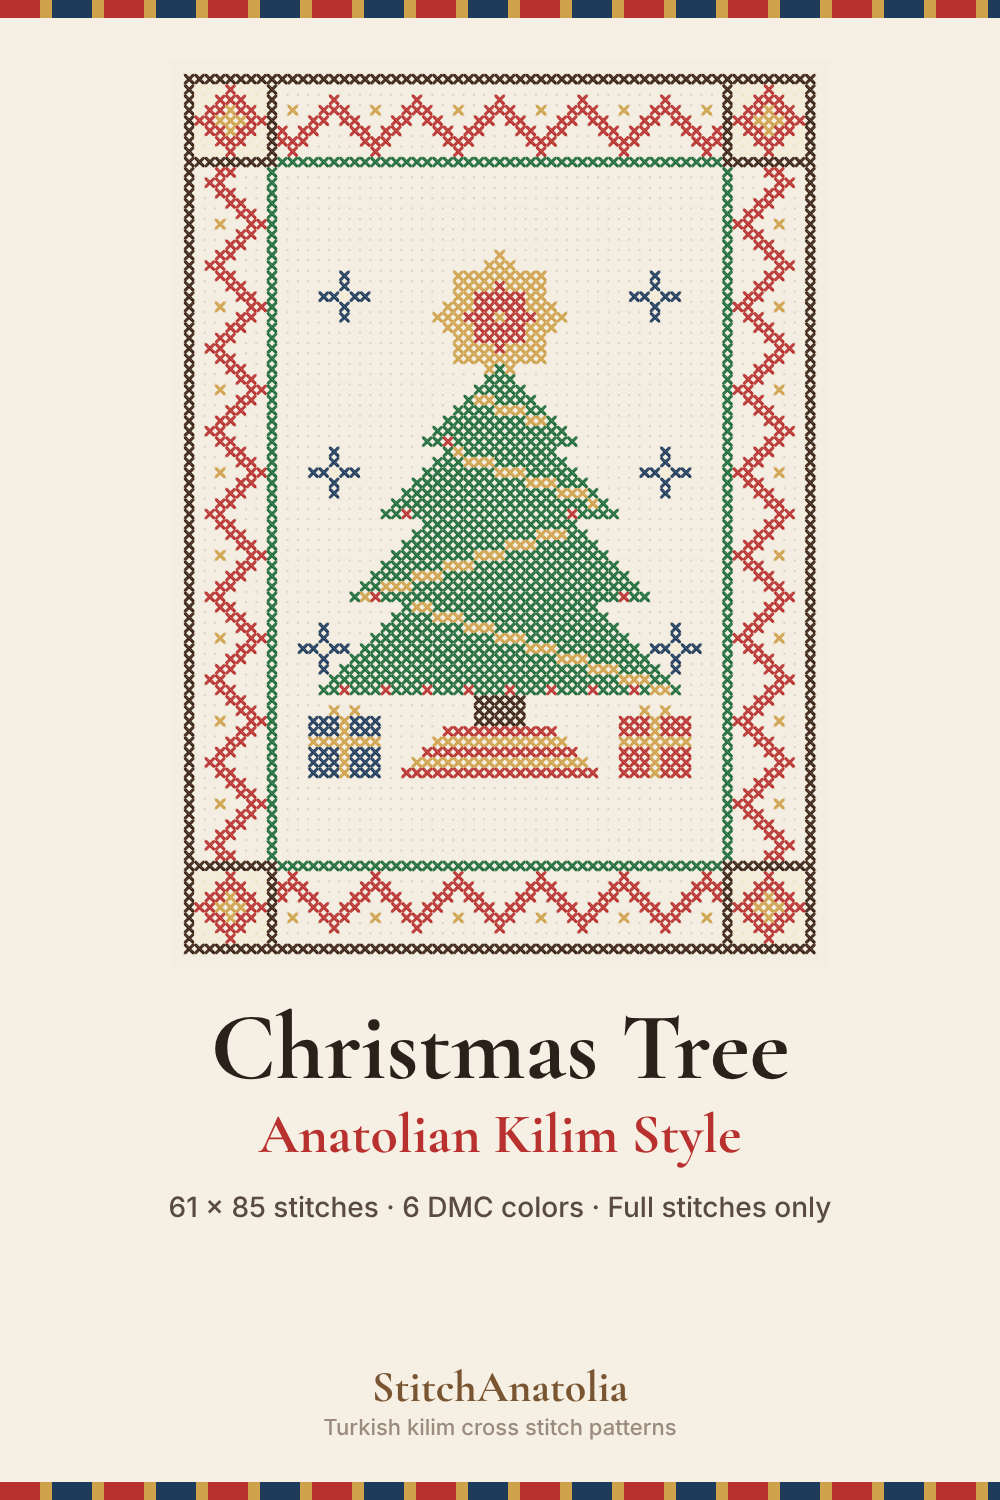 Christmas Tree
Anatolian Kilim Style
61 × 85 stitches · 6 DMC colors · Full stitches only
StitchAnatolia
Turkish kilim cross stitch patterns